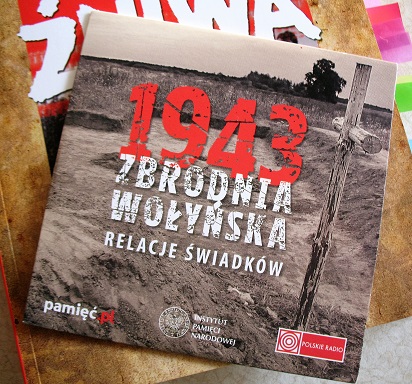 1943
ZBRODNIA
WOŁYŃSKA
RELACJE ŚWIADKÓW
pamięć.pl
INSTYTUT
PAMIĘCI
NARODOWEJ
POLSKIE RADIO